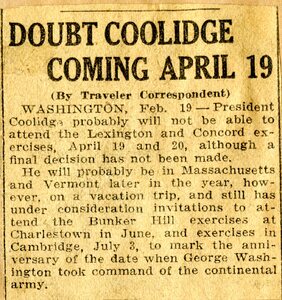 DOUBT COOLIDGE
COMING APRIL 19
(By Traveler Correspondent)
WASHINGTON, Feb. 19 — President
Coolidge probably will not be able to
attend the Lexington and Concord ex-
ercises, April 19 and 20, although a
final decision has not been made.
He will probably be in Massachusetts
and Vermont later in the year, how-
ever, on a vacation trip, and still has
under consideration invitations to at-
tend the Bunker Hill exercises at
Charlestown in June, and exercises in
Cambridge, July 3, to mark the anni-
versary of the date when George Wash-
ington took command of the continental
army.